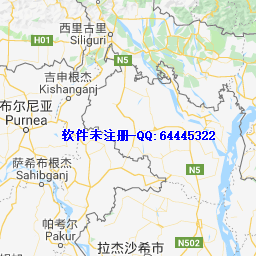 西里古里
Siliguri
H01
N5
吉申根杰
Kishanganj
布尔尼亚
Purnea
软件未注册-QQ:64445322
萨希布根杰
Sahibganj
N5
帕考尔
Pakur
拉杰沙希市
N502